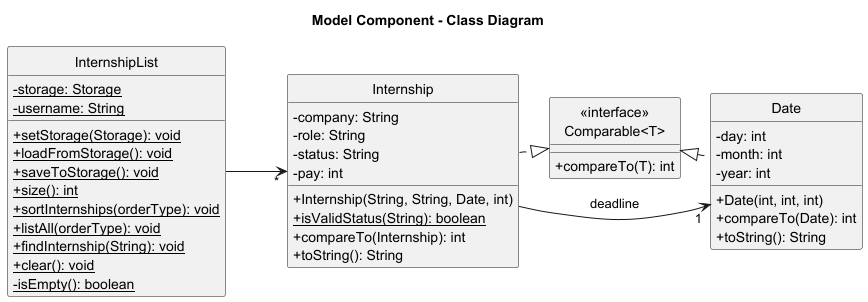 Model Component - Class Diagram
InternshipList
-storage: Storage
-username: String
+setStorage(Storage): void
+loadFromStorage(): void
+saveToStorage(): void
+size(): int
+sortInternships(orderType): void
+listAll(orderType): void
+findInternship(String): void
+clear(): void
-isEmpty(): boolean
*
Internship
-company: String
-role: String
-status: String
-pay: int
+Internship(String, String, Date, int)
+isValidStatus(String): boolean
+compareTo(Internship): int
+toString(): String
«interface»
Comparable<T>
+compareTo(T): int
deadline
1
Date
-day: int
-month: int
-year: int
+Date(int, int, int)
+compareTo(Date): int
+toString(): String